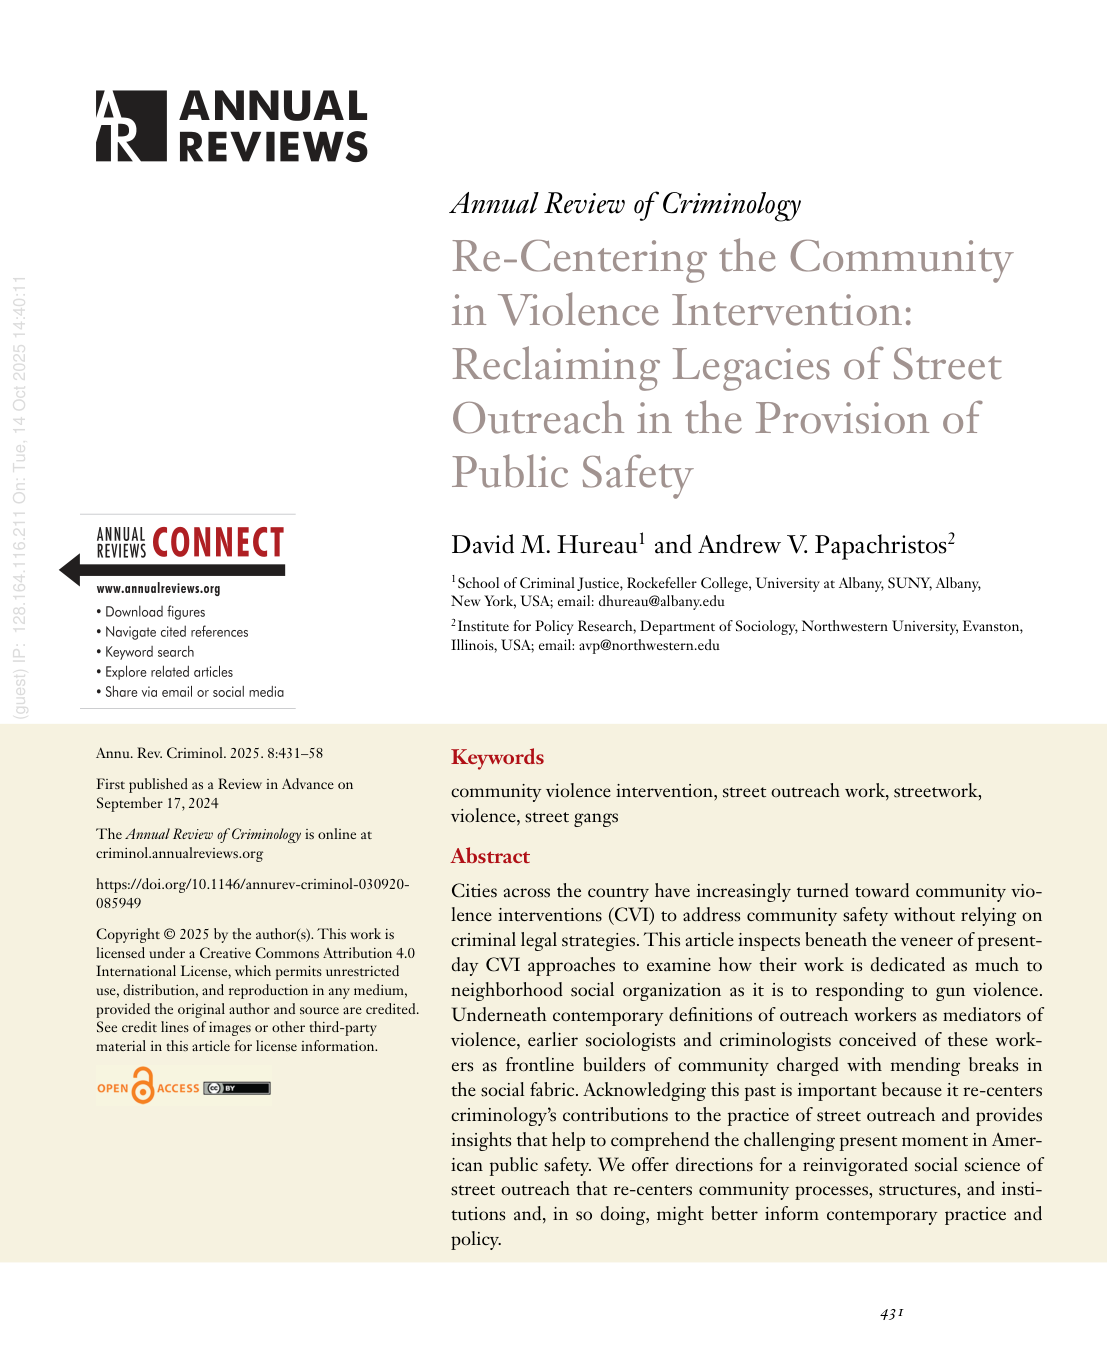 ANNUAL
REVIEWS
AR
Annual Review of Criminology
Re-Centering the Community
in Violence Intervention:
Reclaiming Legacies of Street
Outreach in the Provision of
Public Safety
David M. Hureau1 and Andrew V. Papachristos2
1School of Criminal Justice, Rockefeller College, University at Albany, SUNY, Albany,
New York, USA; email: dhureau@albany.edu
2Institute for Policy Research, Department of Sociology, Northwestern University, Evanston,
Illinois, USA; email: avp@northwestern.edu
(guest) IP: 128.164.116.211 On: Tue, 14 Oct 2025 14:40:11
ANNUAL
REVIEWS CONNECT
www.annualreviews.org
• Download figures
• Navigate cited references
• Keyword search
• Explore related articles
• Share via email or social media
Annu. Rev. Criminol. 2025. 8:431–58
First published as a Review in Advance on
September 17, 2024
The Annual Review of Criminology is online at
criminol.annualreviews.org
https://doi.org/10.1146/annurev-criminol-030920-
085949
Copyright © 2025 by the author(s). This work is
licensed under a Creative Commons Attribution 4.0
International License, which permits unrestricted
use, distribution, and reproduction in any medium,
provided the original author and source are credited.
See credit lines of images or other third-party
material in this article for license information.
OPEN ACCESS cc BY
Keywords
community violence intervention, street outreach work, streetwork,
violence, street gangs
Abstract
Cities across the country have increasingly turned toward community vio-
lence interventions (CVI) to address community safety without relying on
criminal legal strategies. This article inspects beneath the veneer of present-
day CVI approaches to examine how their work is dedicated as much to
neighborhood social organization as it is to responding to gun violence.
Underneath contemporary definitions of outreach workers as mediators of
violence, earlier sociologists and criminologists conceived of these work-
ers as frontline builders of community charged with mending breaks in
the social fabric. Acknowledging this past is important because it re-centers
criminology's contributions to the practice of street outreach and provides
insights that help to comprehend the challenging present moment in Amer-
ican public safety. We offer directions for a reinvigorated social science of
street outreach that re-centers community processes, structures, and insti-
tutions and, in so doing, might better inform contemporary practice and
policy.
431